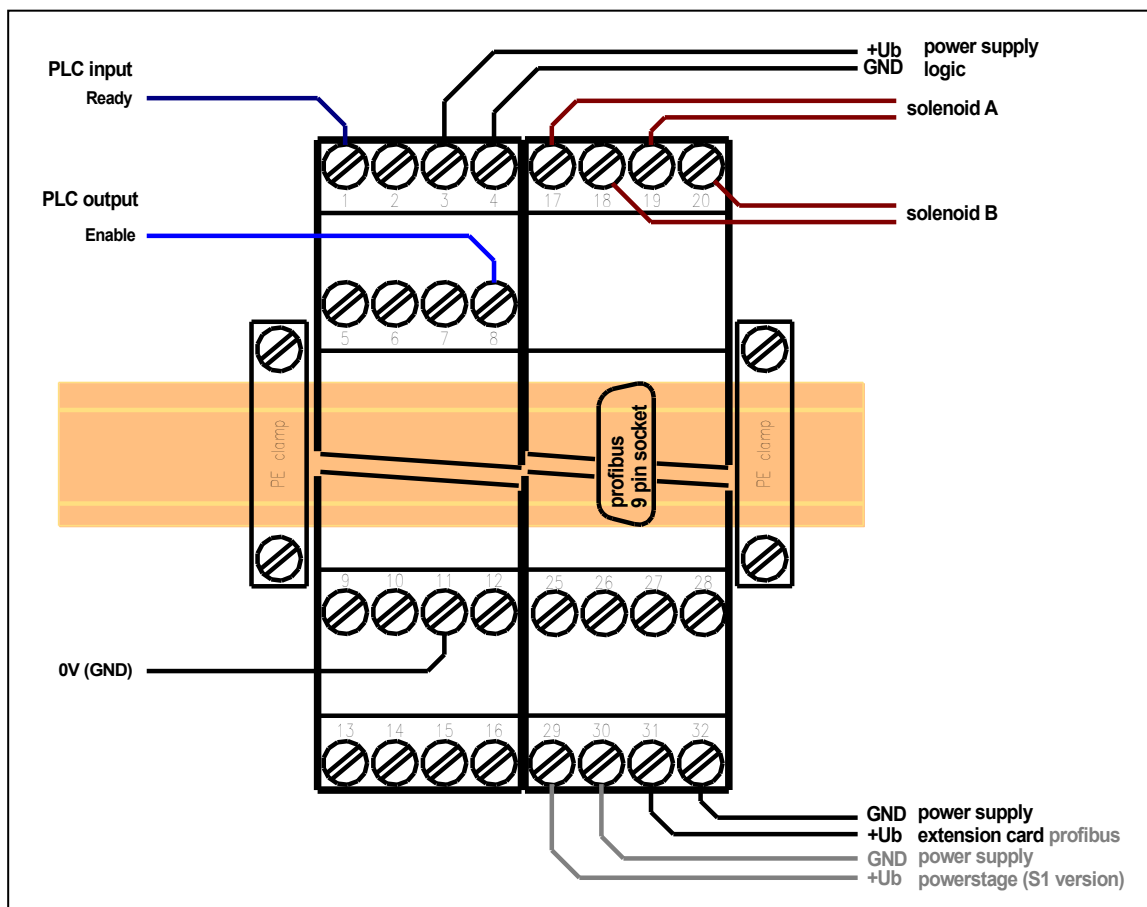 +Ub power supply
PLC input
GND logic
Ready
solenoid A
1 2 3 4 17 18 19 20
PLC output
solenoid B
Enable
5 6 7 8
PE clamp
profibus
9 pin socket
PE clamp
9 10 11 12 25 26 27 28
0V (GND)
13 14 15 16 29 30 31 32
GND power supply
+Ub extension card profibus
GND power supply
+Ub powerstage (S1 version)